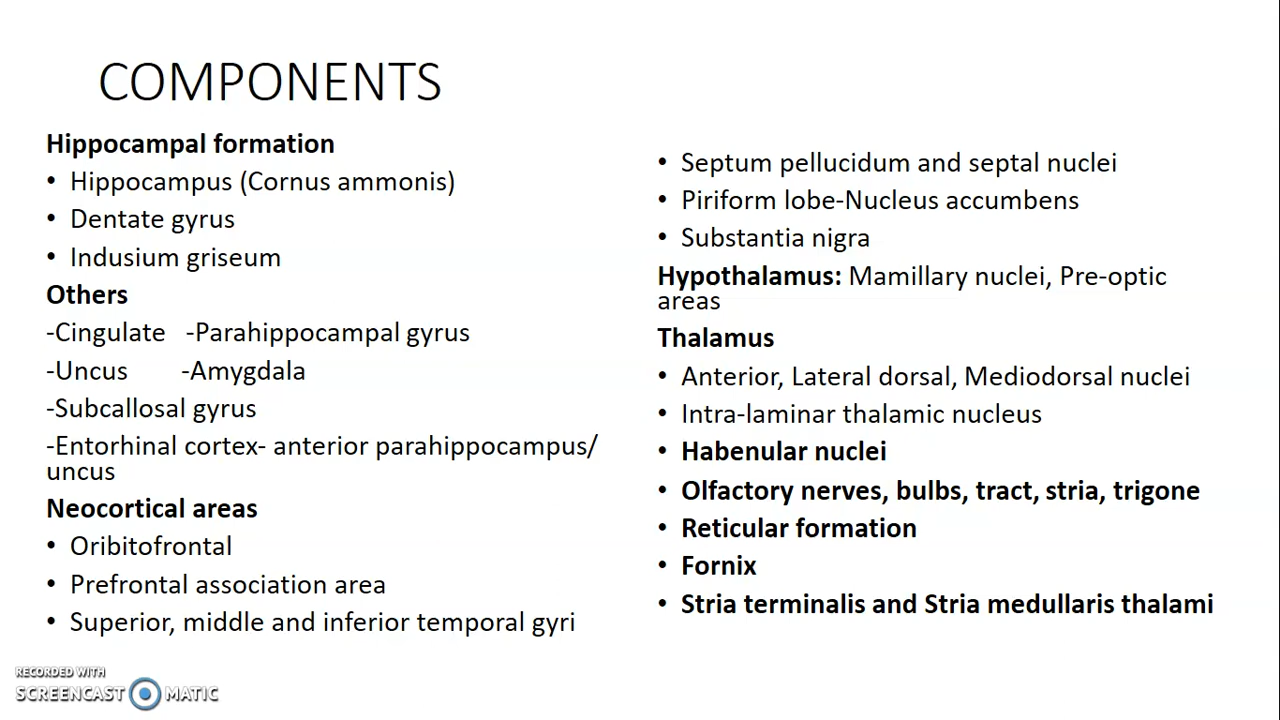 COMPONENTS
Hippocampal formation
• Hippocampus (Cornus ammonis)
• Dentate gyrus
• Indusium griseum
Others
-Cingulate -Parahippocampal gyrus
-Uncus -Amygdala
-Subcallosal gyrus
-Entorhinal cortex- anterior parahippocampus/
uncus
Neocortical areas
• Oribitofrontal
• Prefrontal association area
• Superior, middle and inferior temporal gyri
• Septum pellucidum and septal nuclei
• Piriform lobe-Nucleus accumbens
• Substantia nigra
Hypothalamus: Mamillary nuclei, Pre-optic
areas
Thalamus
• Anterior, Lateral dorsal, Mediodorsal nuclei
• Intra-laminar thalamic nucleus
• Habenular nuclei
• Olfactory nerves, bulbs, tract, stria, trigone
• Reticular formation
• Fornix
• Stria terminalis and Stria medullaris thalami
RECORDED WITH
SCREENCAST MATIC